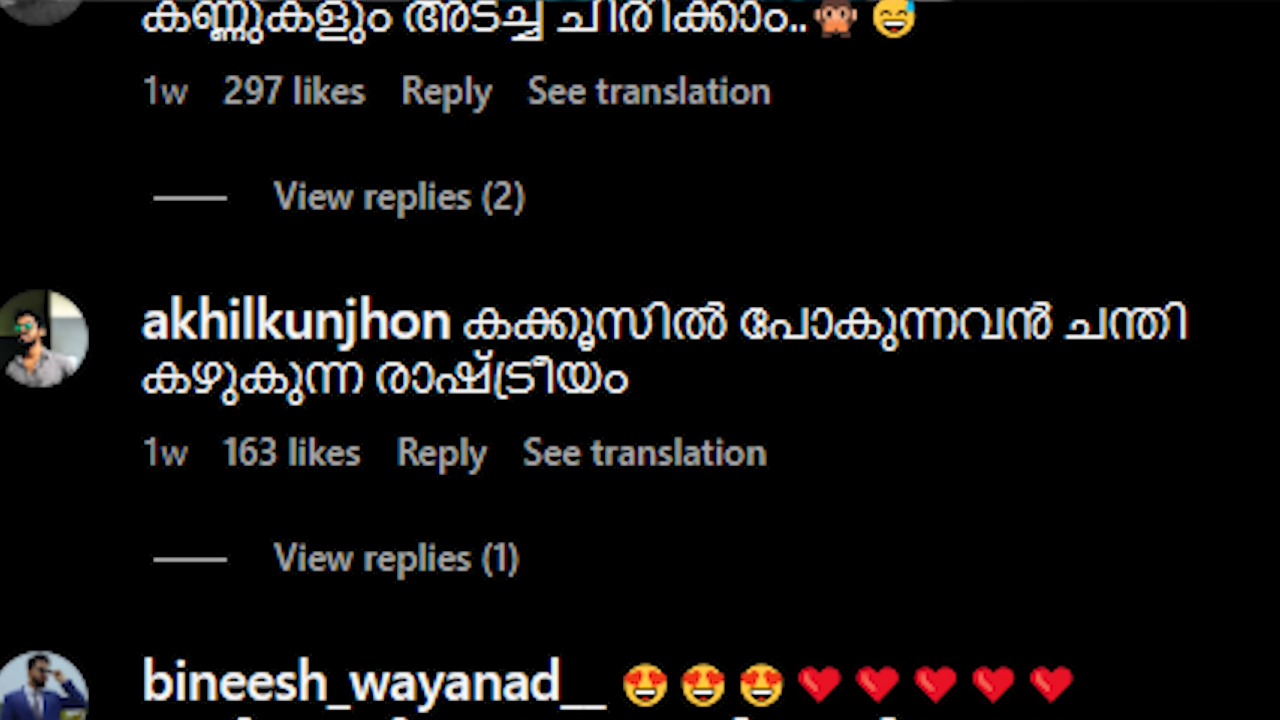 കണ്ണുകളും അടച്ച് ചിരിക്കാം..🙊 😅
1w 297 likes Reply See translation
View replies (2)
akhilkunjhon കക്കൂസിൽ പോകുന്നവൻ ചന്തി
കഴുകുന്ന രാഷ്ട്രീയം
1w 163 likes Reply See translation
View replies (1)
bineesh_wayanad__ 😍 😍 😍 ❤ ❤ ❤ ❤ ❤